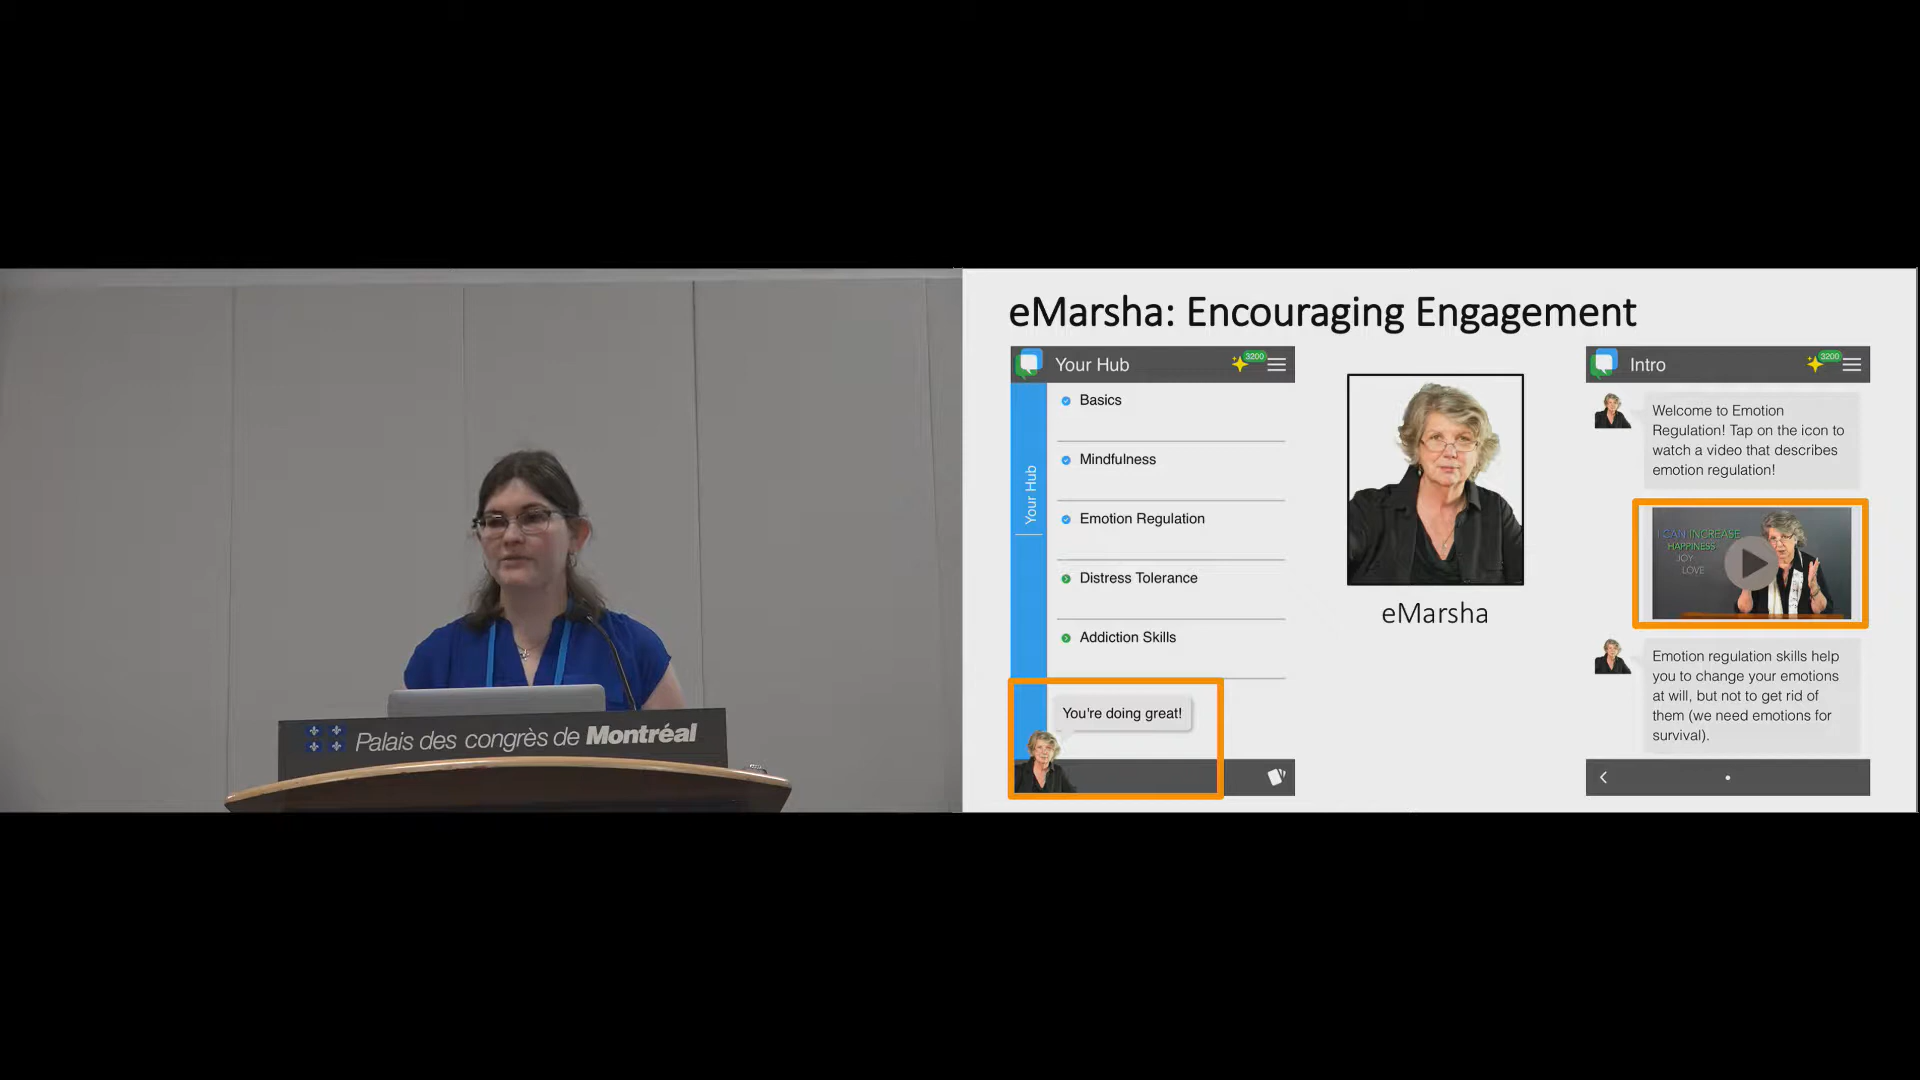 Palais des congrès de Montréal
eMarsha: Encouraging Engagement
Your Hub
3200
Your Hub
Basics
Mindfulness
Emotion Regulation
Distress Tolerance
Addiction Skills
You're doing great!
eMarsha
Intro
3200
Welcome to Emotion
Regulation! Tap on the icon to
watch a video that describes
emotion regulation!
I CAN INCREASE
HAPPINESS
JOY
LOVE
Emotion regulation skills help
you to change your emotions
at will, but not to get rid of
them (we need emotions for
survival).